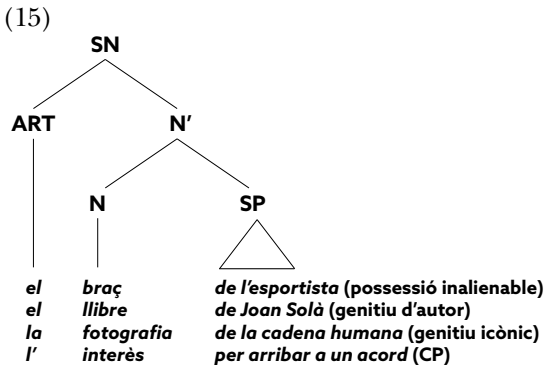 (15)
SN
ART N’
N SP
el braç de l’esportista (possessió inalienable)
el llibre de Joan Solà (genitiu d’autor)
la fotografia de la cadena humana (genitiu icònic)
l’ interès per arribar a un acord (CP)